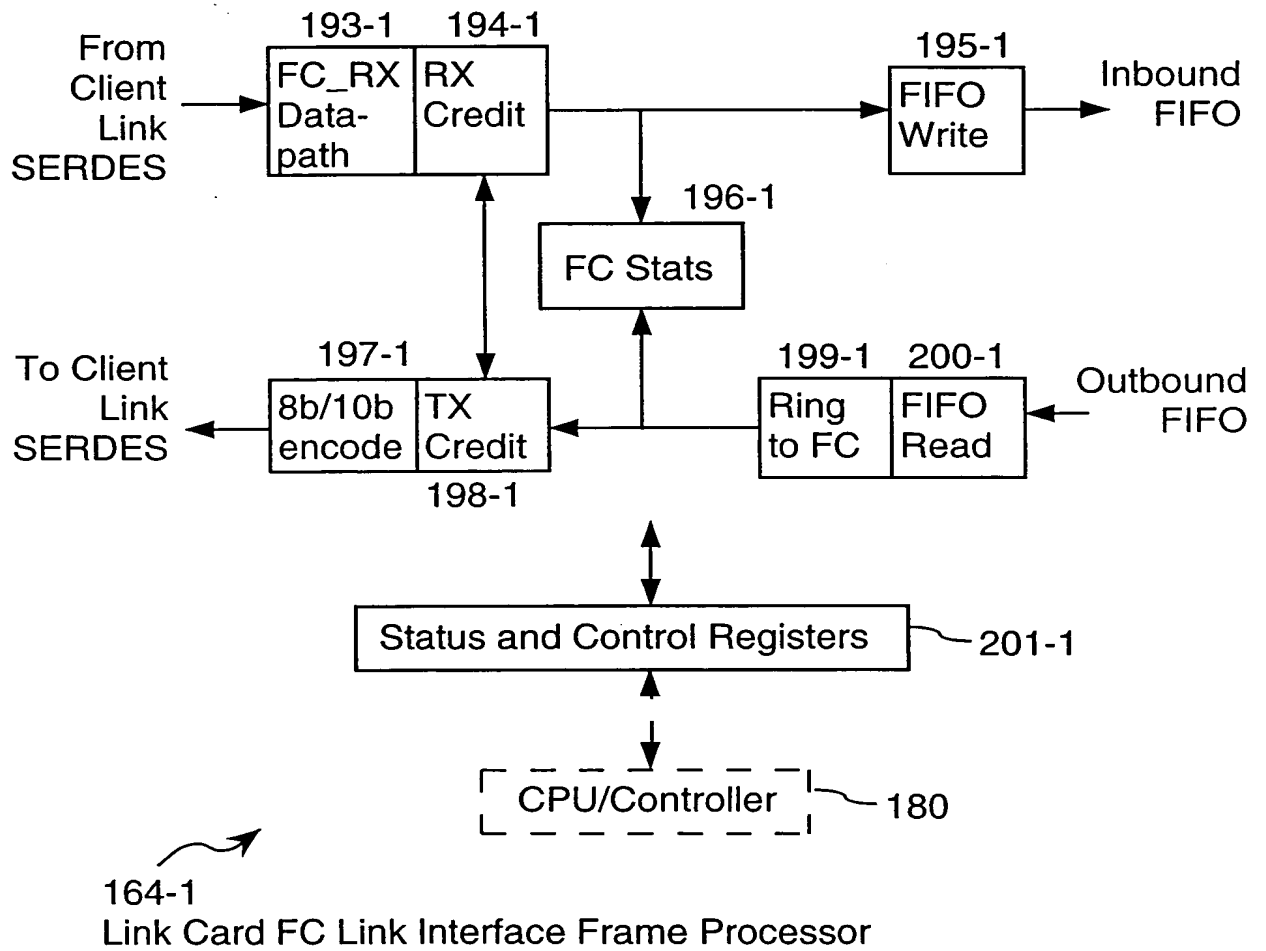 193-1
194-1
195-1
From
Client
Link
SERDES
FC_RX
Data-
path
RX
Credit
FIFO
Write
Inbound
FIFO
196-1
FC Stats
197-1
199-1
200-1
To Client
Link
SERDES
8b/10b
encode
TX
Credit
198-1
Ring
to FC
FIFO
Read
Outbound
FIFO
Status and Control Registers
201-1
CPU/Controller
180
164-1
Link Card FC Link Interface Frame Processor